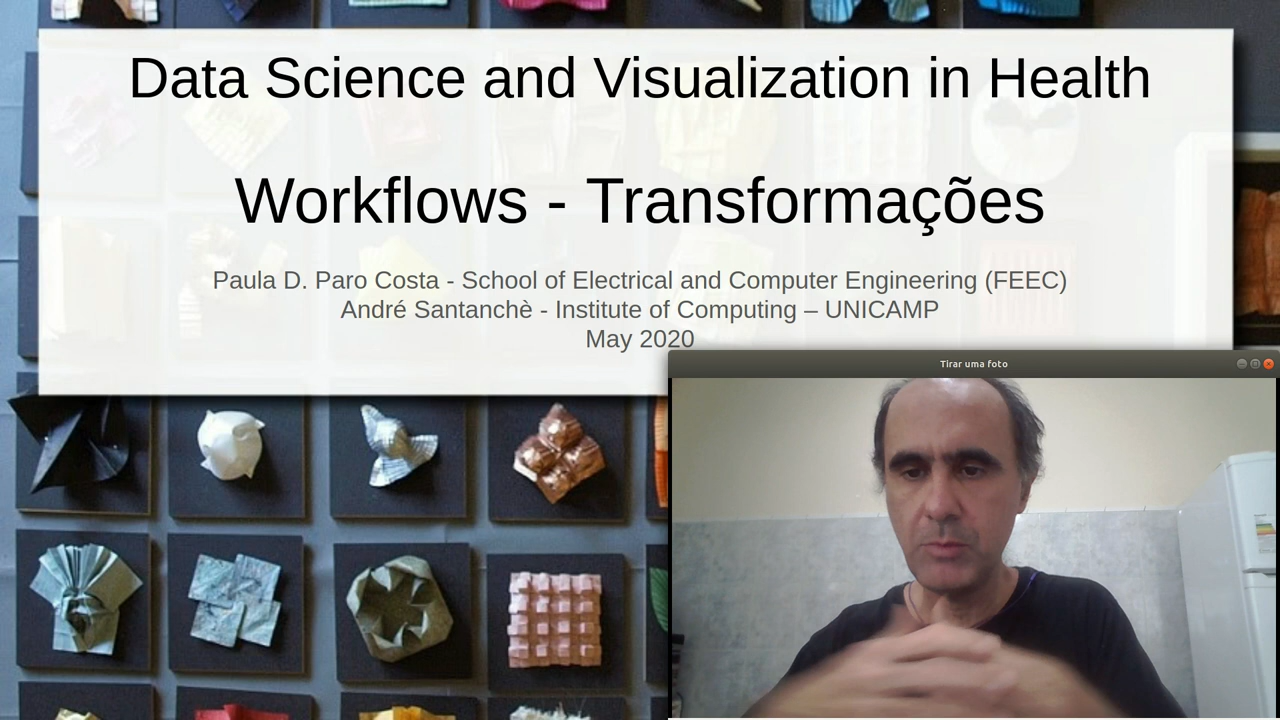 Data Science and Visualization in Health
Workflows - Transformações
Paula D. Paro Costa - School of Electrical and Computer Engineering (FEEC)
André Santanchè - Institute of Computing – UNICAMP
May 2020
Tirar uma foto